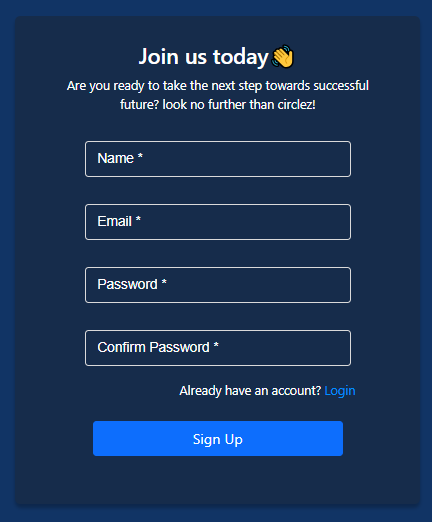 Join us today👋
Are you ready to take the next step towards successful
future? look no further than circlez!
Name *
Email *
Password *
Confirm Password *
Already have an account? Login
Sign Up